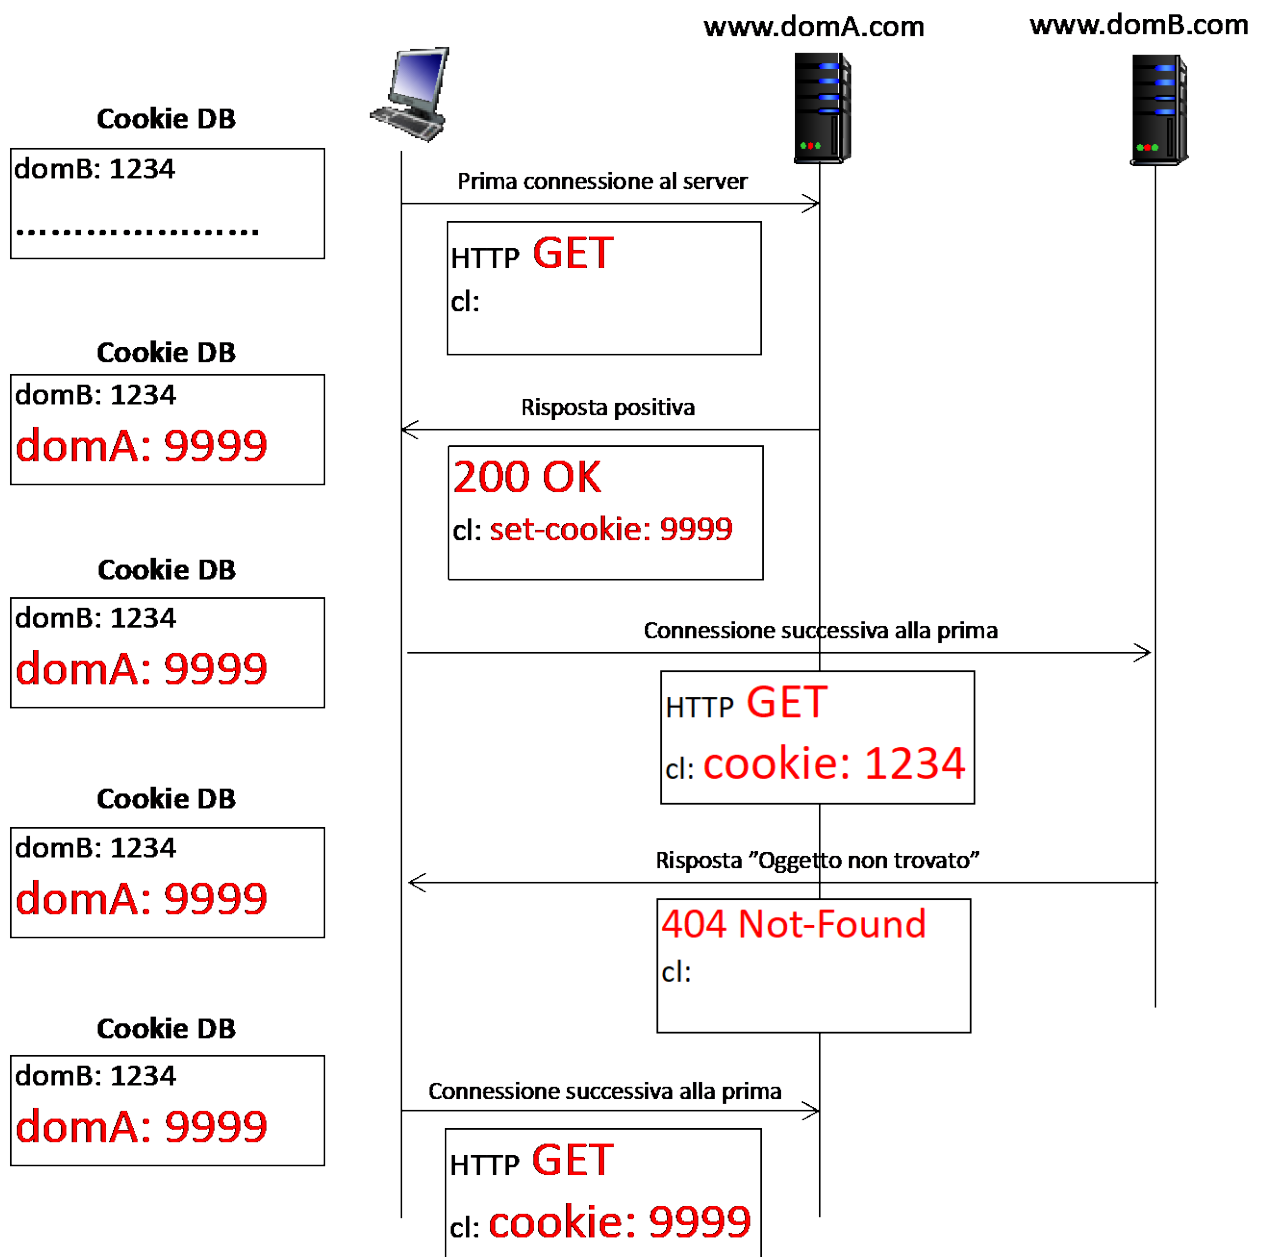 www.domA.com
www.domB.com
Cookie DB
domB: 1234
.....................
Prima connessione al server
HTTP GET
cl:
Cookie DB
domB: 1234
domA: 9999
Risposta positiva
200 OK
cl: set-cookie: 9999
Cookie DB
domB: 1234
domA: 9999
Connessione successiva alla prima
HTTP GET
cl: cookie: 1234
Cookie DB
domB: 1234
domA: 9999
Risposta ”Oggetto non trovato”
404 Not-Found
cl:
Cookie DB
domB: 1234
domA: 9999
Connessione successiva alla prima
HTTP GET
cl: cookie: 9999